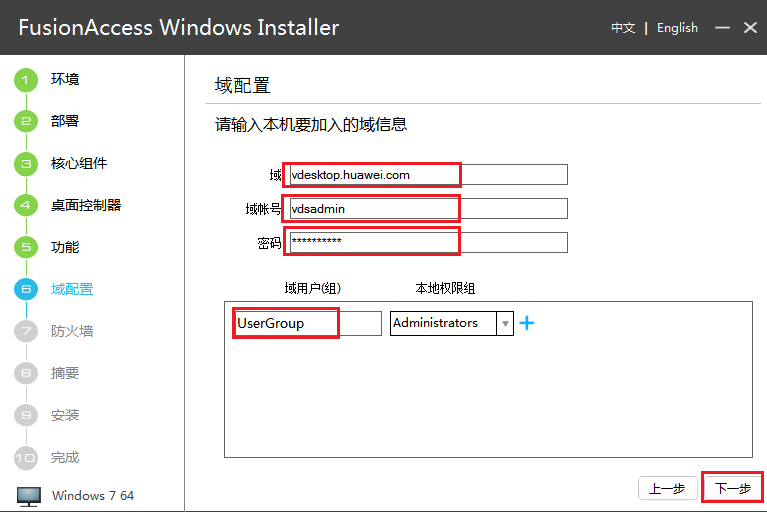 FusionAccess Windows Installer
中文 | English
1 环境
2 部署
3 核心组件
4 桌面控制器
5 功能
6 域配置
7 防火墙
8 摘要
9 安装
10 完成
Windows 7 64
域配置
请输入本机要加入的域信息
域 vdesktop.huawei.com
域帐号 vdsadmin
密码 **********
域用户(组) 本地权限组
UserGroup Administrators
上一步 下一步